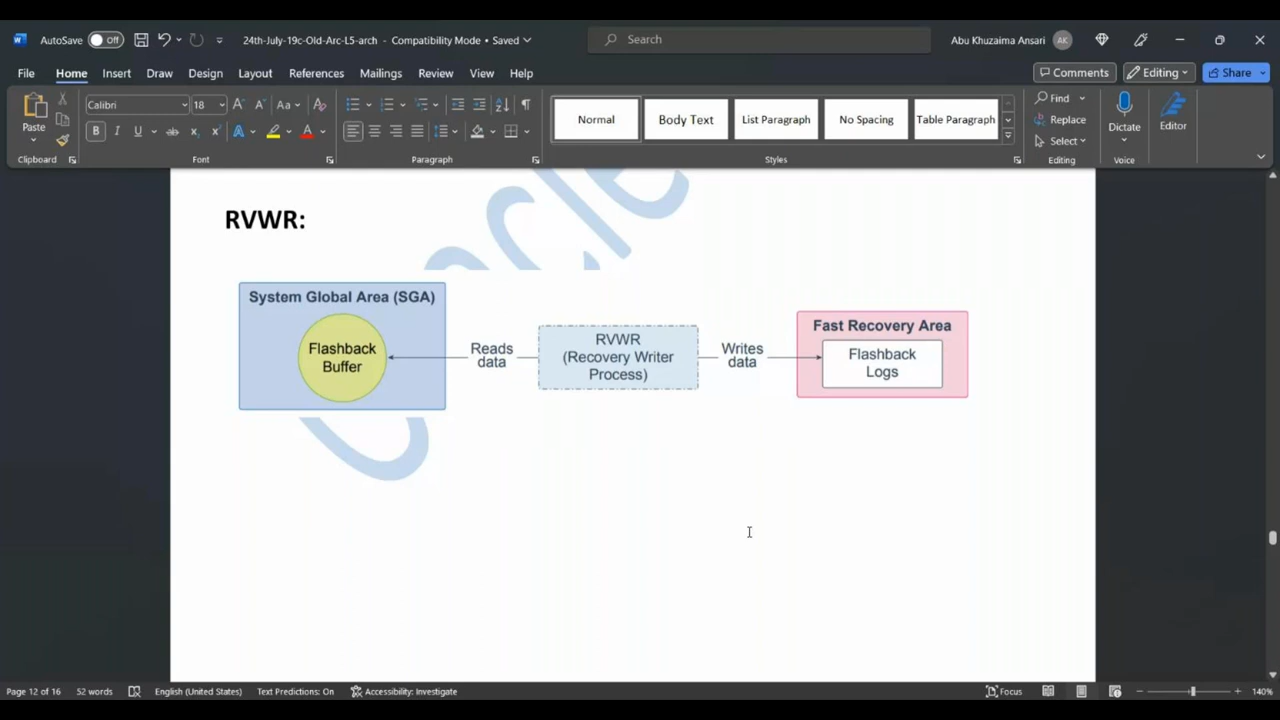 AutoSave Off 24th-July-19c-Old-Arc-L5-arch - Compatibility Mode • Saved Search Abu Khuzaima Ansari AK
File Home Insert Draw Design Layout References Mailings Review View Help Comments Editing Share
Calibri 18 Aa Normal Body Text List Paragraph No Spacing Table Paragraph Find
Replace
Select
Paste Dictate Editor
B I U ab x₂ x² A A
Clipboard Font Paragraph Styles Editing Voice
RVWR:
System Global Area (SGA)
Flashback
Buffer
Reads
data
RVWR
(Recovery Writer
Process)
Writes
data
Fast Recovery Area
Flashback
Logs
Page 12 of 16 52 words English (United States) Text Predictions: On Accessibility: Investigate Focus 140%